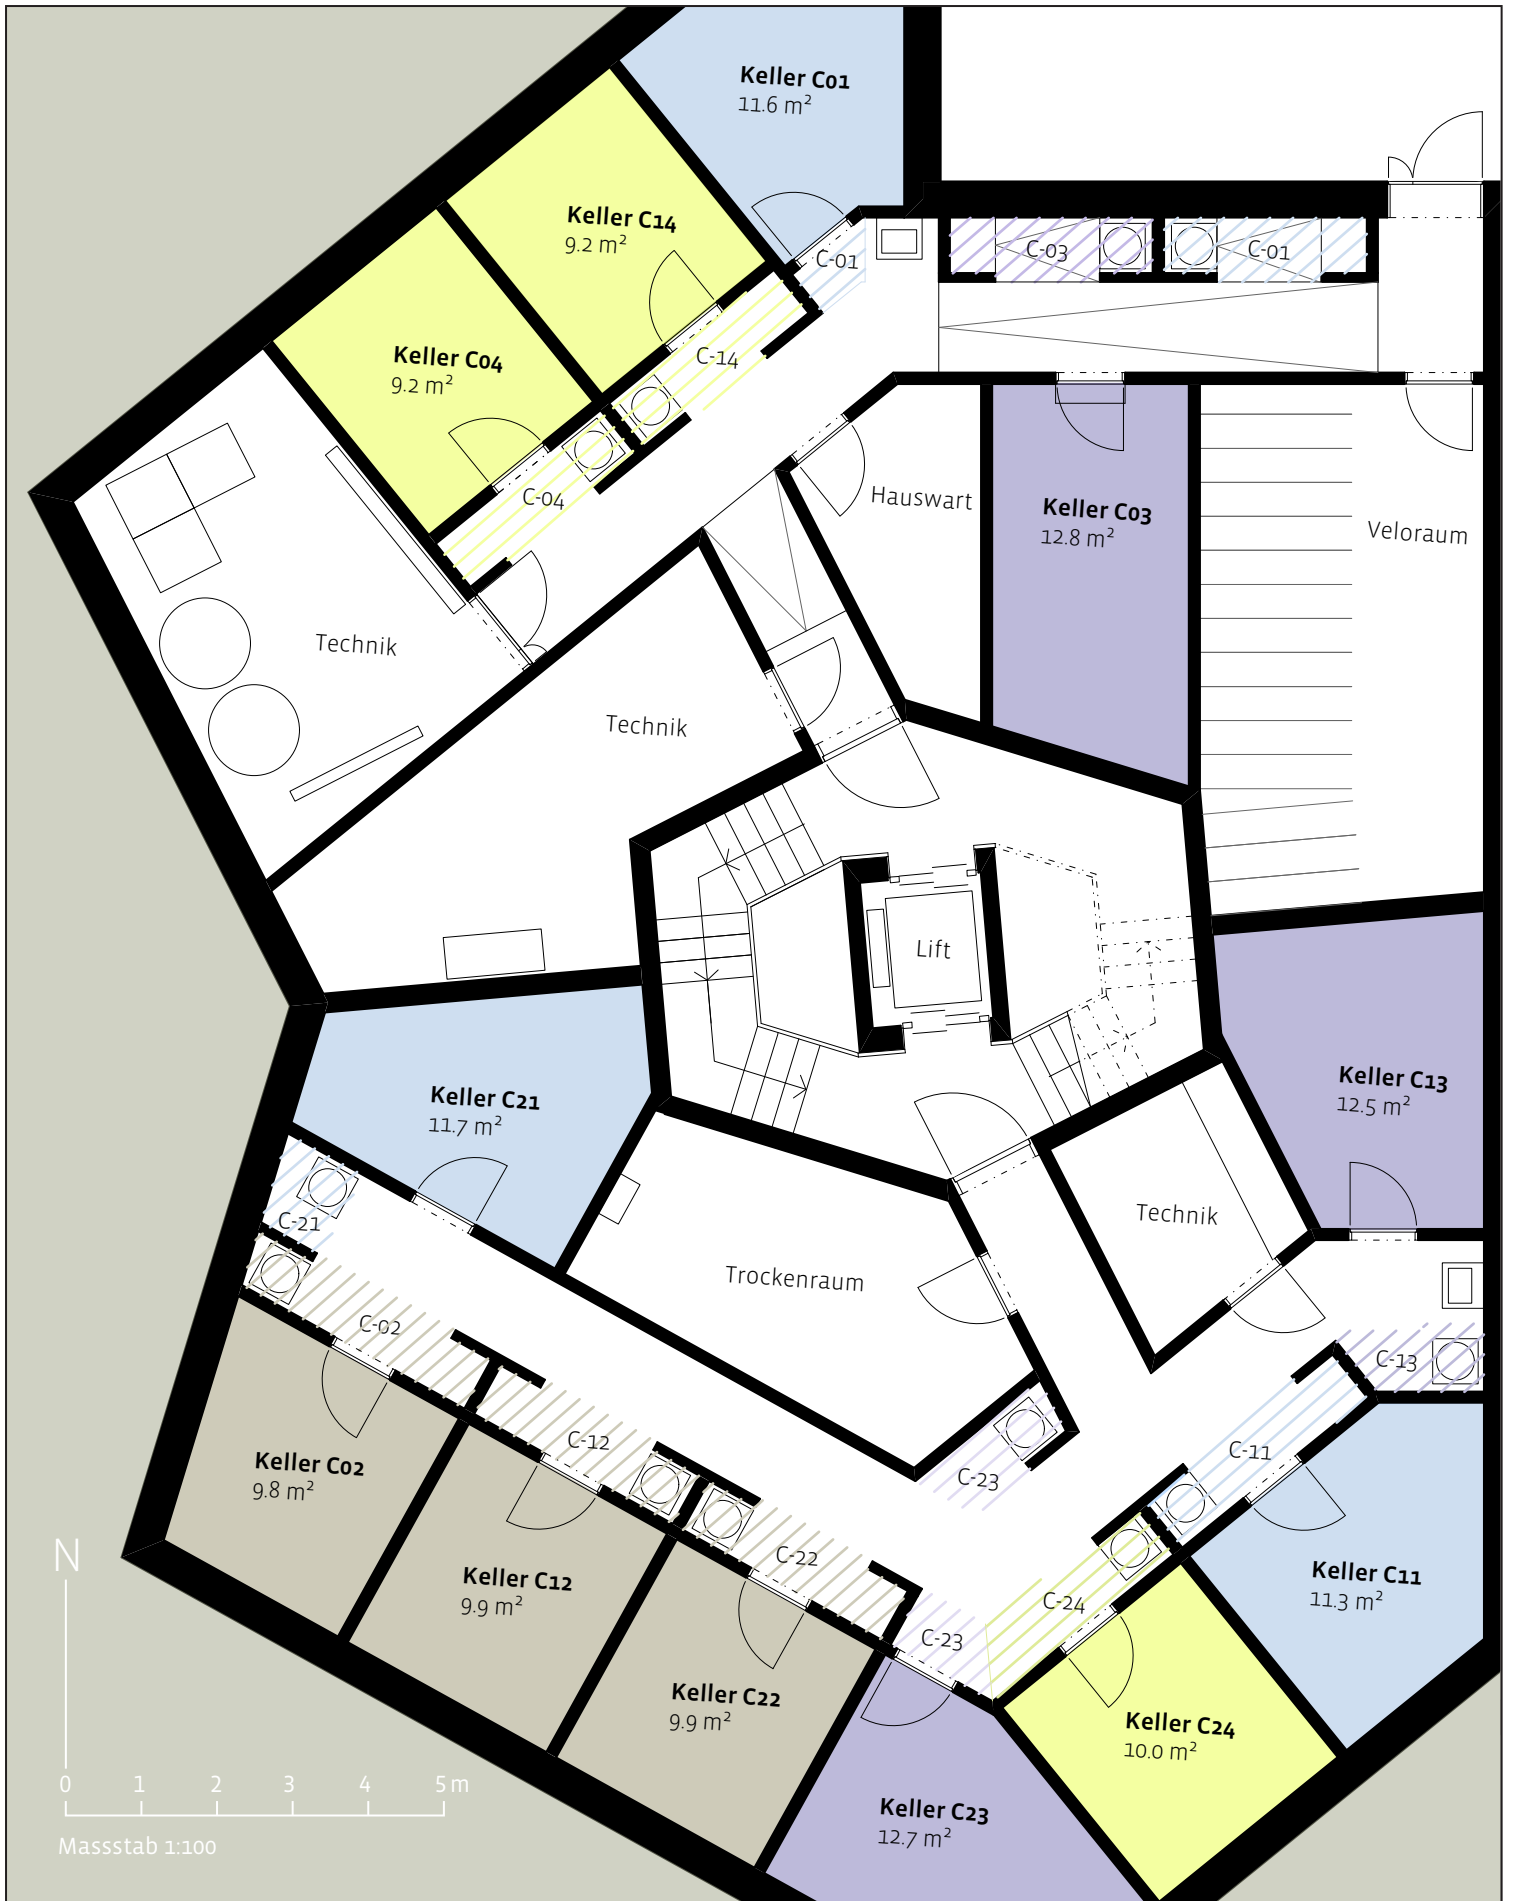 Keller C01
11.6 m²
Keller C14
9.2 m²
C-01
C-03
C-01
Keller C04
9.2 m²
C-14
C-04
Hauswart
Keller C03
12.8 m²
Veloraum
Technik
Technik
Lift
Keller C21
11.7 m²
Keller C13
12.5 m²
C-21
Technik
Trockenraum
C-02
C-13
Keller C02
9.8 m²
C-12
C-11
C-23
Keller C12
9.9 m²
C-22
Keller C11
11.3 m²
C-24
C-23
Keller C22
9.9 m²
Keller C24
10.0 m²
Keller C23
12.7 m²
N
0 1 2 3 4 5 m
Massstab 1:100